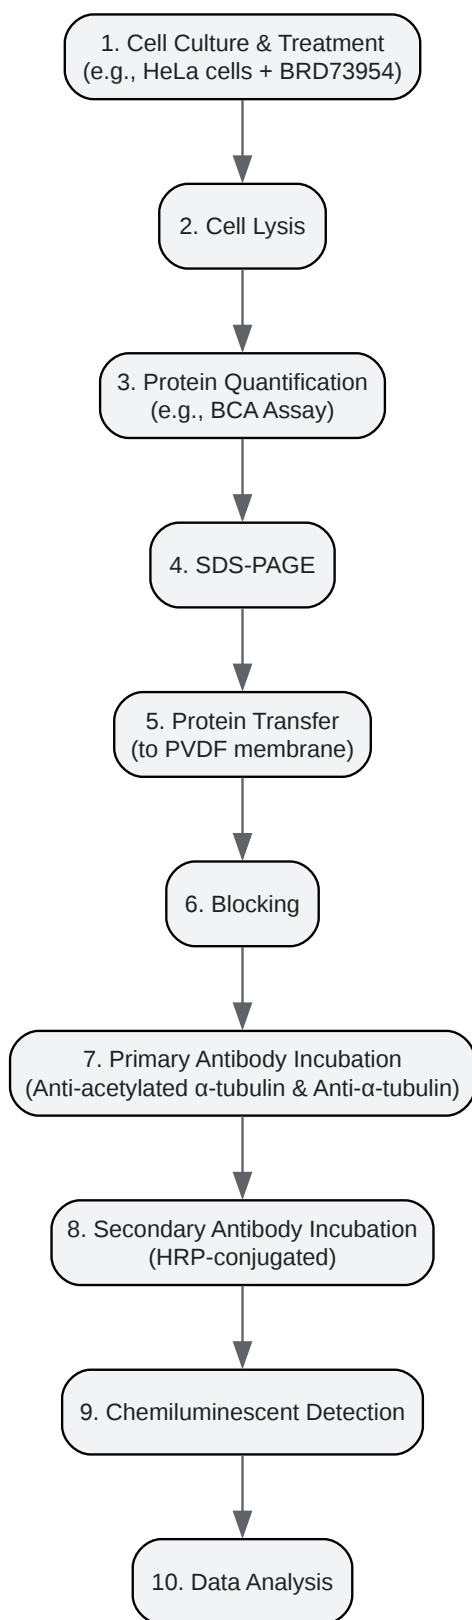 1. Cell Culture & Treatment
(e.g., HeLa cells + BRD73954)
2. Cell Lysis
3. Protein Quantification
(e.g., BCA Assay)
4. SDS-PAGE
5. Protein Transfer
(to PVDF membrane)
6. Blocking
7. Primary Antibody Incubation
(Anti-acetylated α-tubulin & Anti-α-tubulin)
8. Secondary Antibody Incubation
(HRP-conjugated)
9. Chemiluminescent Detection
10. Data Analysis